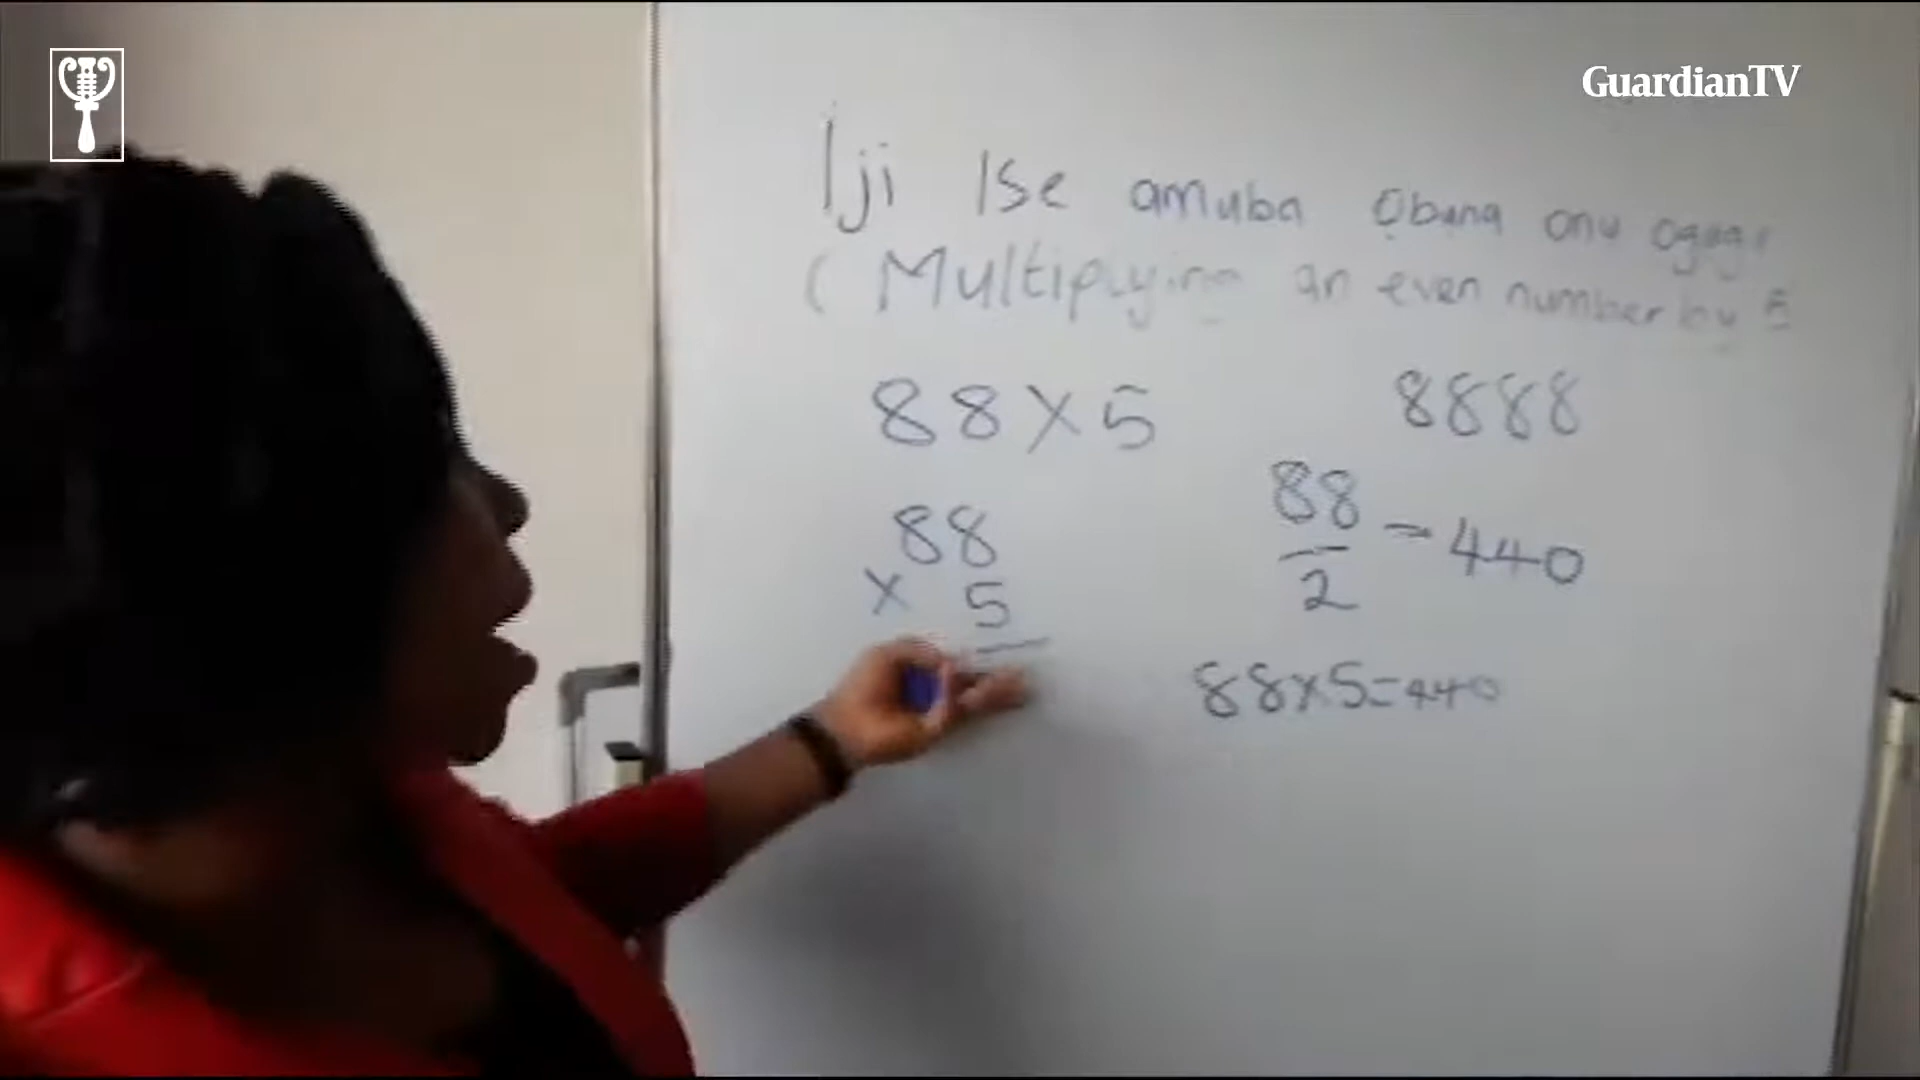 GuardianTV
Iji Ise amuba Ọbụna onu ọgụgụ
( Multiplying an even number by 5
88 X 5
8888
88
X 5
88
2
= 440
88x5=440